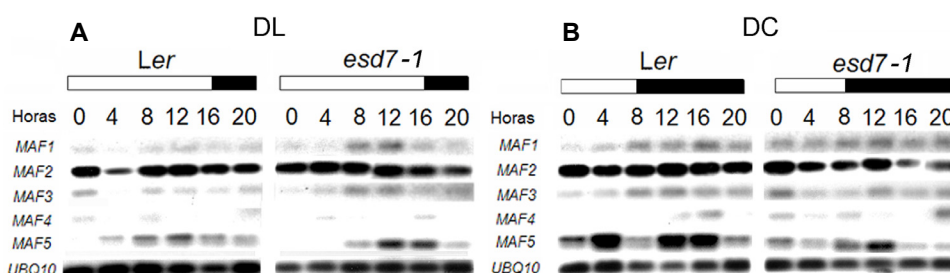 A DL B DC
Ler esd7-1 Ler esd7-1
Horas 0 4 8 12 16 20 0 4 8 12 16 20 Horas 0 4 8 12 16 20 0 4 8 12 16 20
MAF1 MAF1
MAF2 MAF2
MAF3 MAF3
MAF4 MAF4
MAF5 MAF5
UBQ10 UBQ10